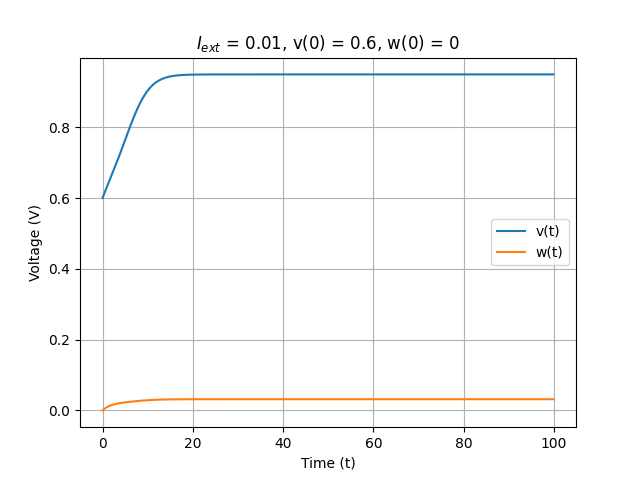 I_ext = 0.01, v(0) = 0.6, w(0) = 0
Voltage (V)
0.8
0.6
0.4
0.2
0.0
v(t)
w(t)
0 20 40 60 80 100
Time (t)